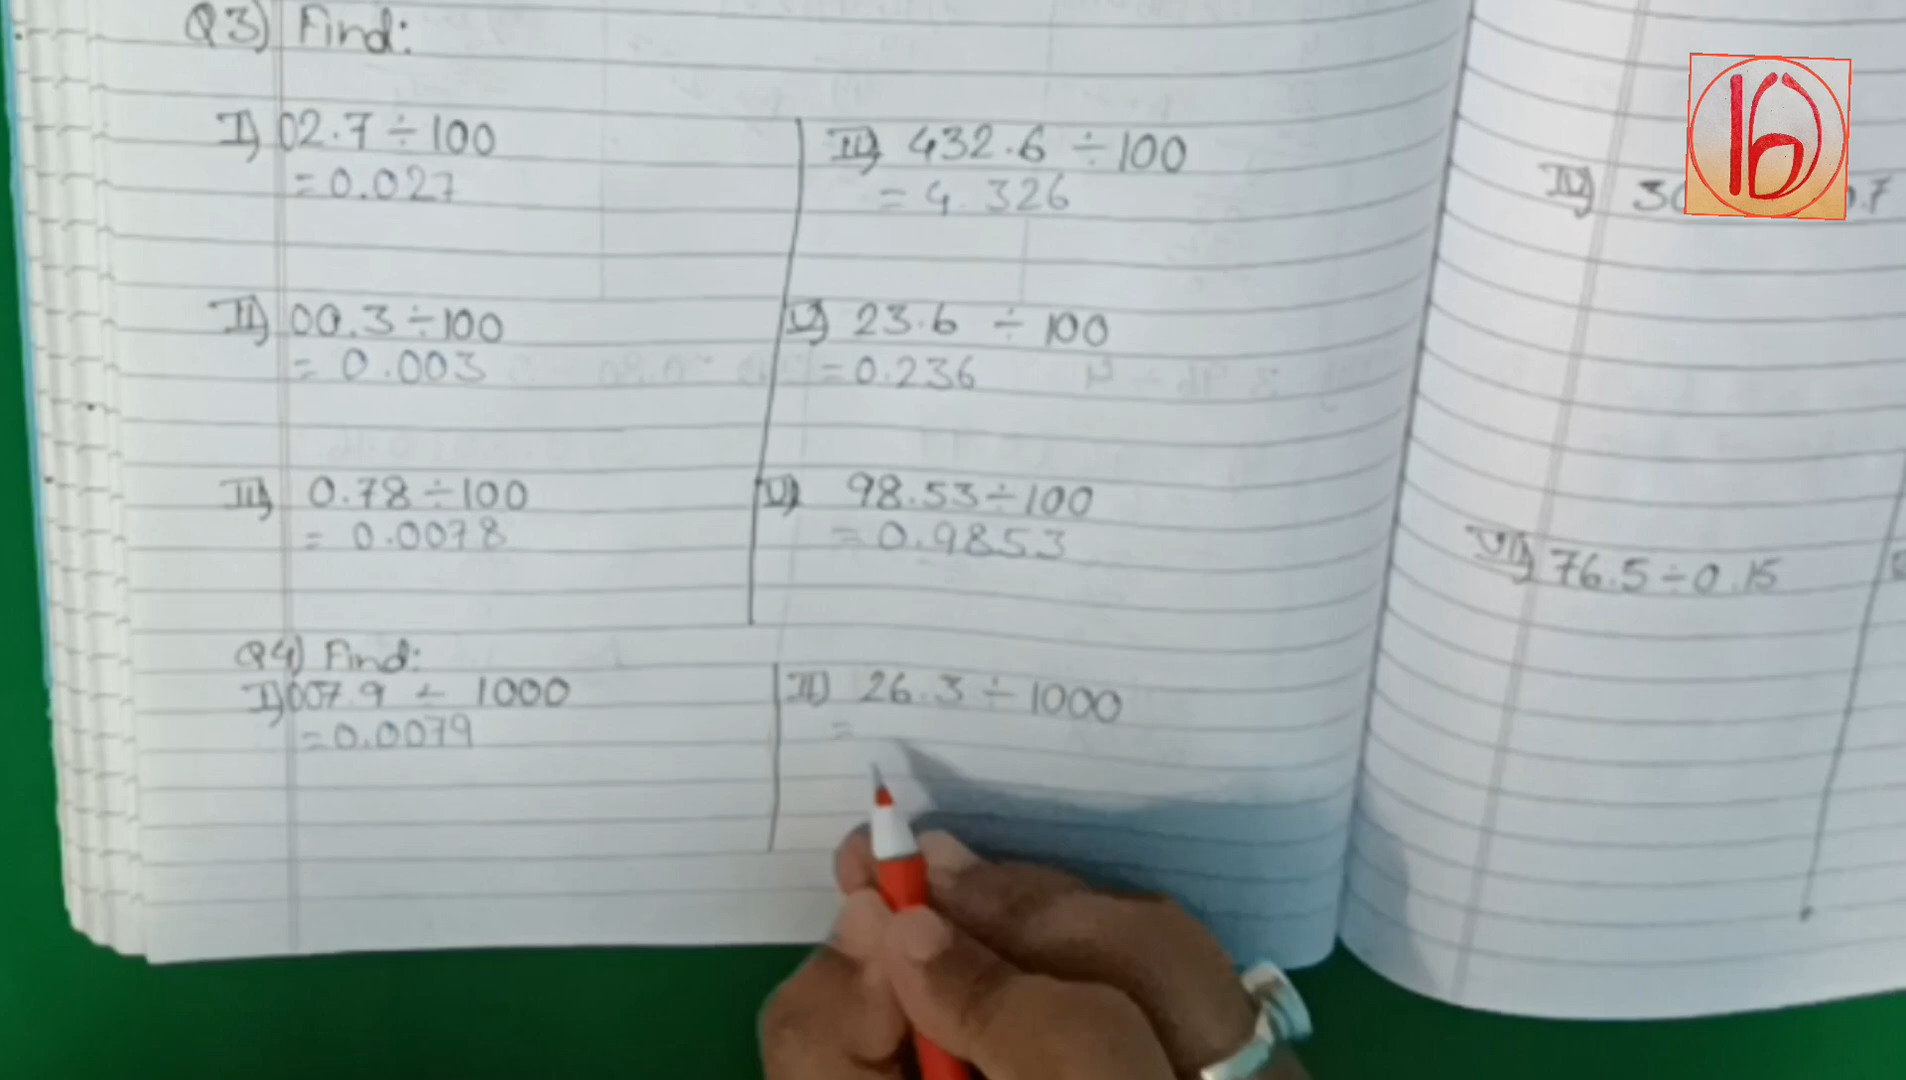 Q3) Find:
I) 02.7 ÷ 100
= 0.027
II) 00.3 ÷ 100
= 0.003
III) 0.78 ÷ 100
= 0.0078
432.6 ÷ 100
= 4.326
V) 23.6 ÷ 100
= 0.236
98.53 ÷ 100
= 0.9853
Q4) Find:
I) 007.9 ÷ 1000
= 0.0079
II) 26.3 ÷ 1000
=
IV)
VII) 76.5 ÷ 0.15